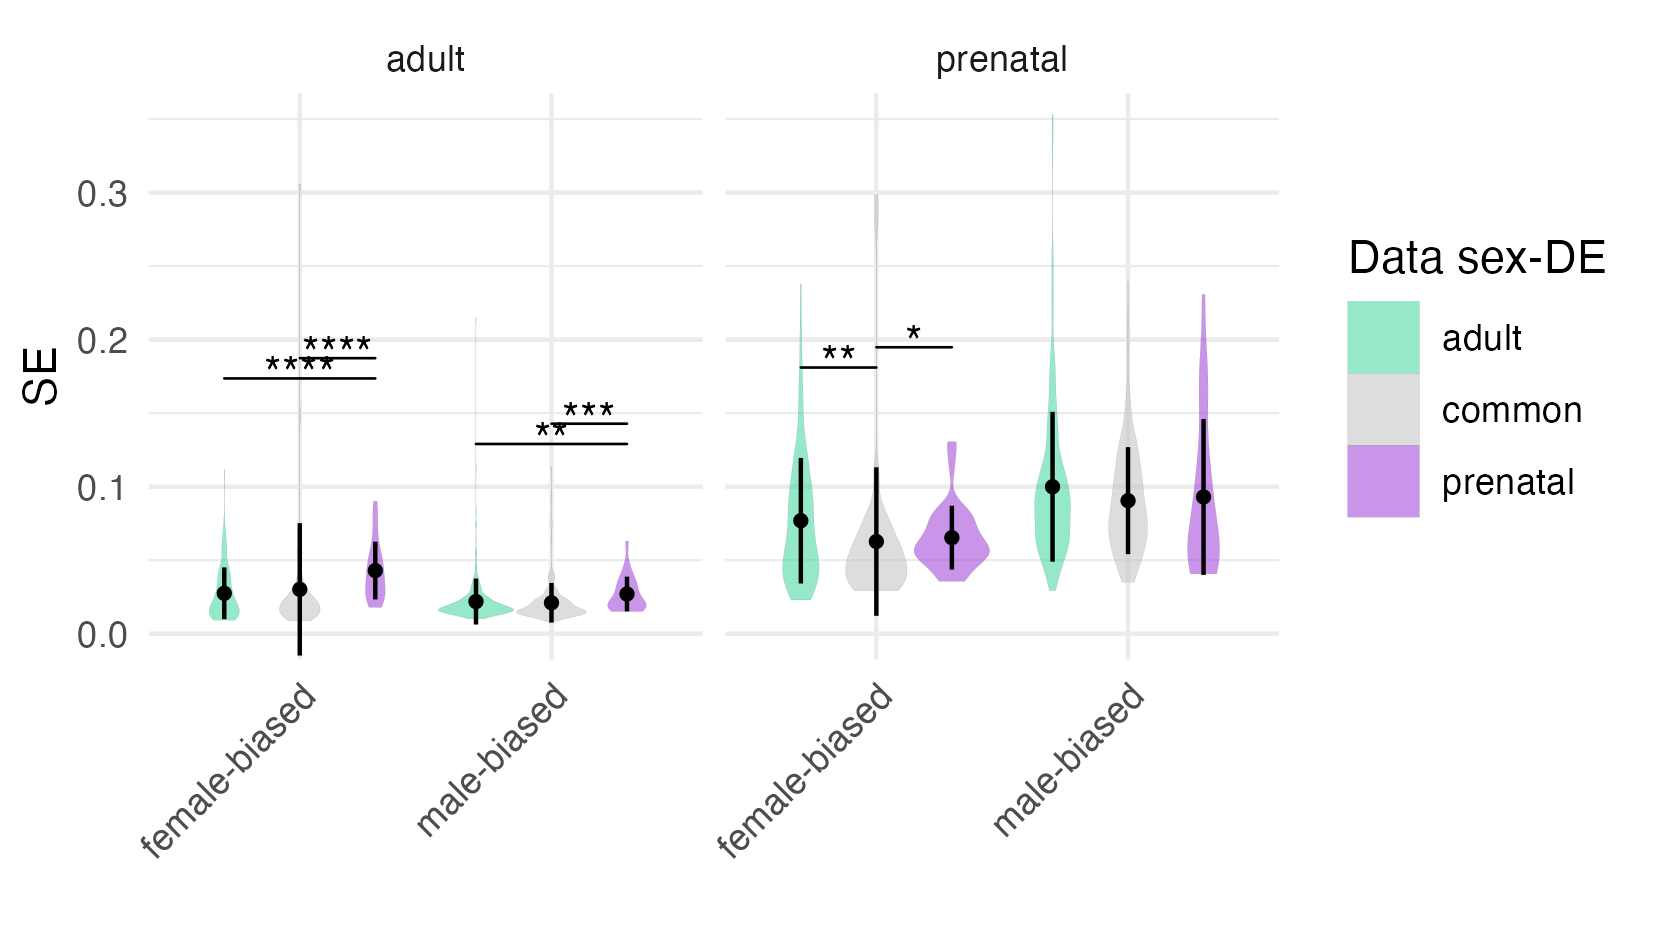 adult
prenatal
SE
0.3
0.2
0.1
0.0
****
****
***
**
**
*
female-biased
male-biased
female-biased
male-biased
Data sex-DE
adult
common
prenatal